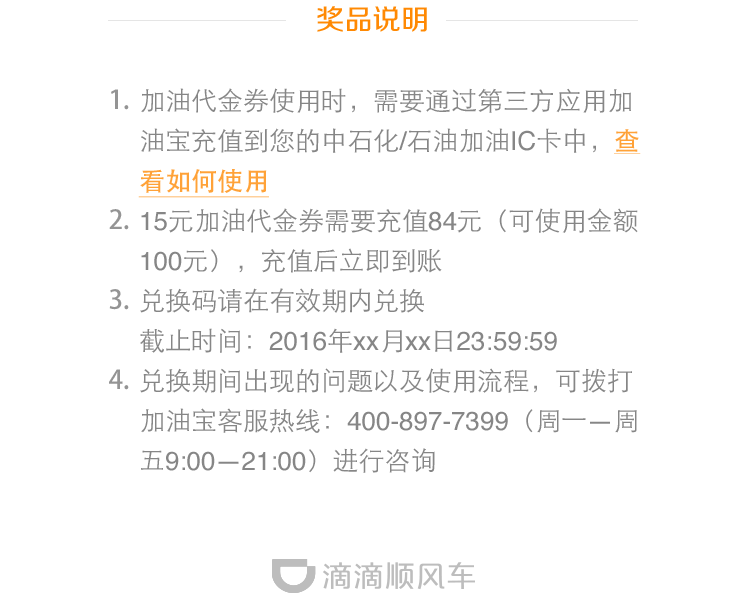 奖品说明
1. 加油代金券使用时，需要通过第三方应用加
油宝充值到您的中石化/石油加油IC卡中，查
看如何使用
2. 15元加油代金券需要充值84元（可使用金额
100元），充值后立即到账
3. 兑换码请在有效期内兑换
截止时间：2016年xx月xx日23:59:59
4. 兑换期间出现的问题以及使用流程，可拨打
加油宝客服热线：400-897-7399（周一—周
五9:00—21:00）进行咨询
滴滴顺风车